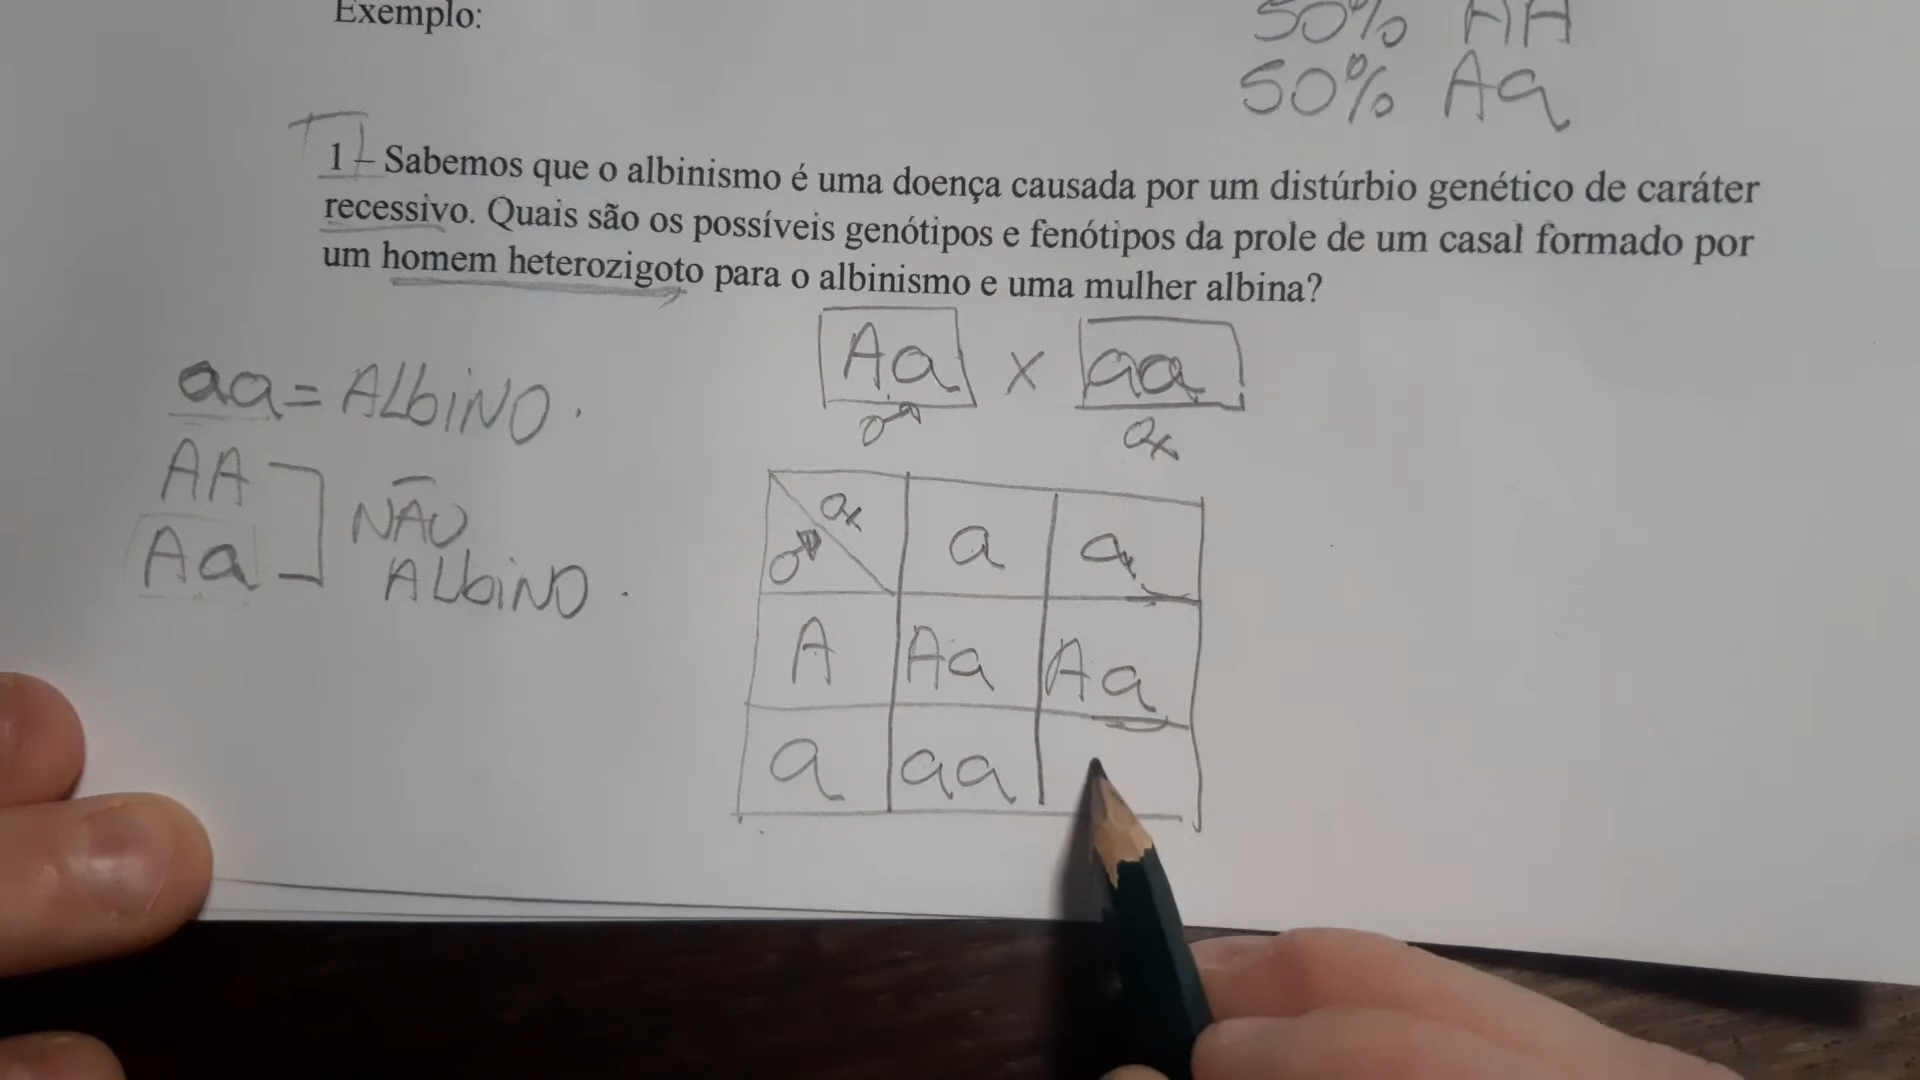 Exemplo:
50% AA
50% Aa
1 – Sabemos que o albinismo é uma doença causada por um distúrbio genético de caráter
recessivo. Quais são os possíveis genótipos e fenótipos da prole de um casal formado por
um homem heterozigoto para o albinismo e uma mulher albina?
Aa x aa
♂ ♀
aa = ALbiNO.
AA
Aa
NÃO
ALbiNO.
♀
♂ a a
A Aa Aa
a aa